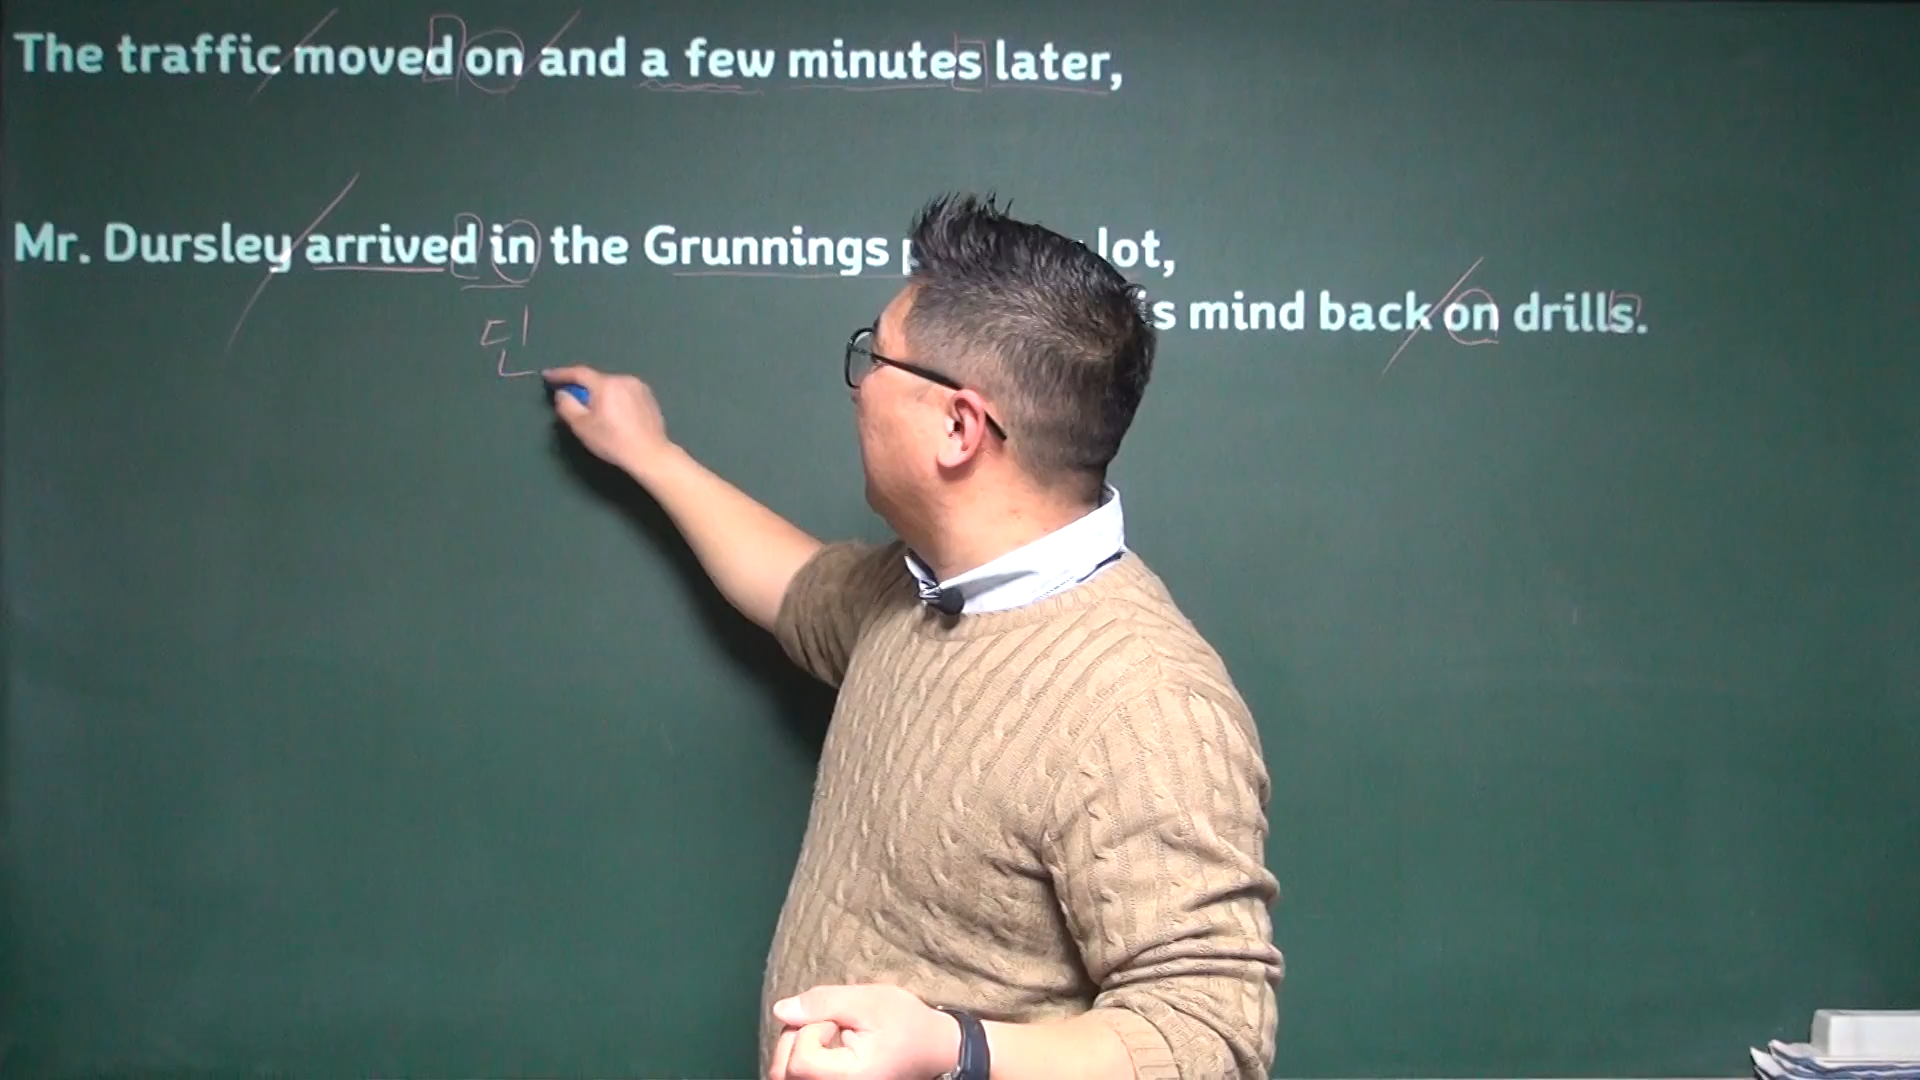 The traffic moved on and a few minutes later,
Mr. Dursley arrived in the Grunnings lot,
mind back on drills.
딘